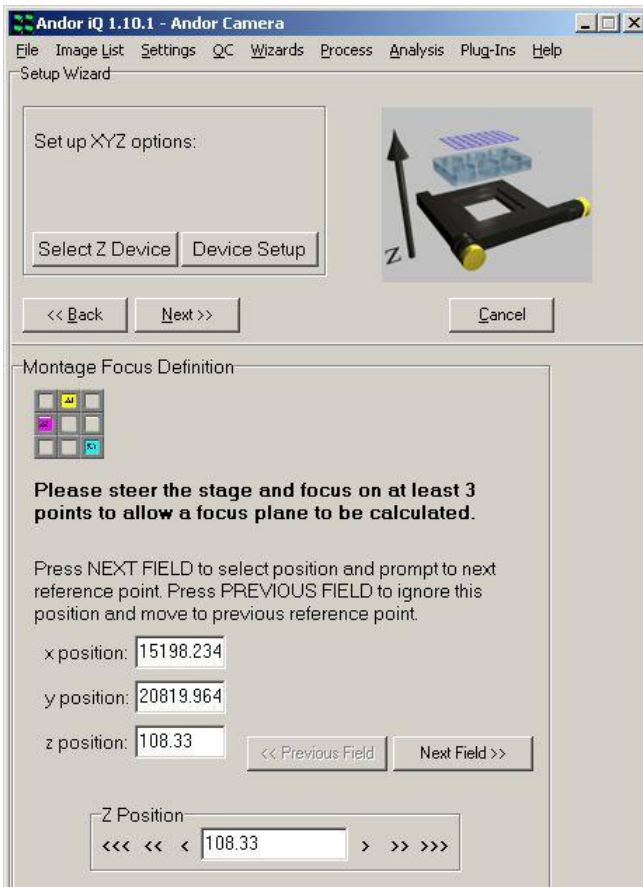 Andor iQ 1.10.1 - Andor Camera
File Image List Settings QC Wizards Process Analysis Plug-Ins Help
Setup Wizard
Set up XYZ options:
Select Z Device Device Setup
Z
<< Back Next >> Cancel
Montage Focus Definition
Please steer the stage and focus on at least 3
points to allow a focus plane to be calculated.
Press NEXT FIELD to select position and prompt to next
reference point. Press PREVIOUS FIELD to ignore this
position and move to previous reference point.
x position: 15198.234
y position: 20819.964
z position: 108.33 << Previous Field Next Field >>
Z Position
<<< << < 108.33 > >> >>>